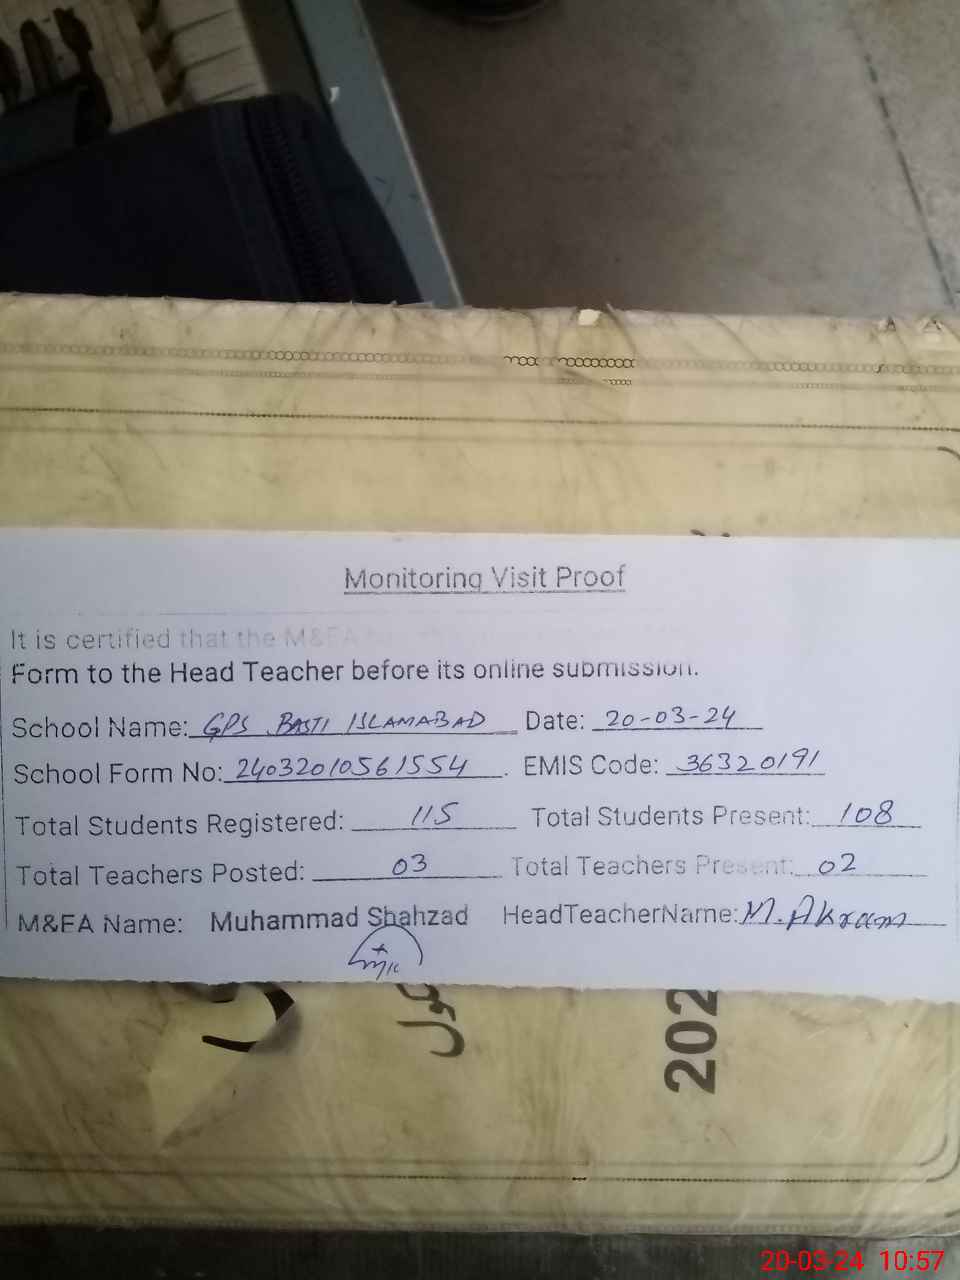 Monitoring Visit Proof
It is certified that the M&EA
Form to the Head Teacher before its online submission.
School Name: GPS BASTI ISLAMABAD Date: 20-03-24
School Form No: 24032010561554 EMIS Code: 36320191
Total Students Registered: 115 Total Students Present: 108
Total Teachers Posted: 03 Total Teachers Present: 02
M&EA Name: Muhammad Shahzad HeadTeacherName: M. Akram
202
20-03-24 10:57